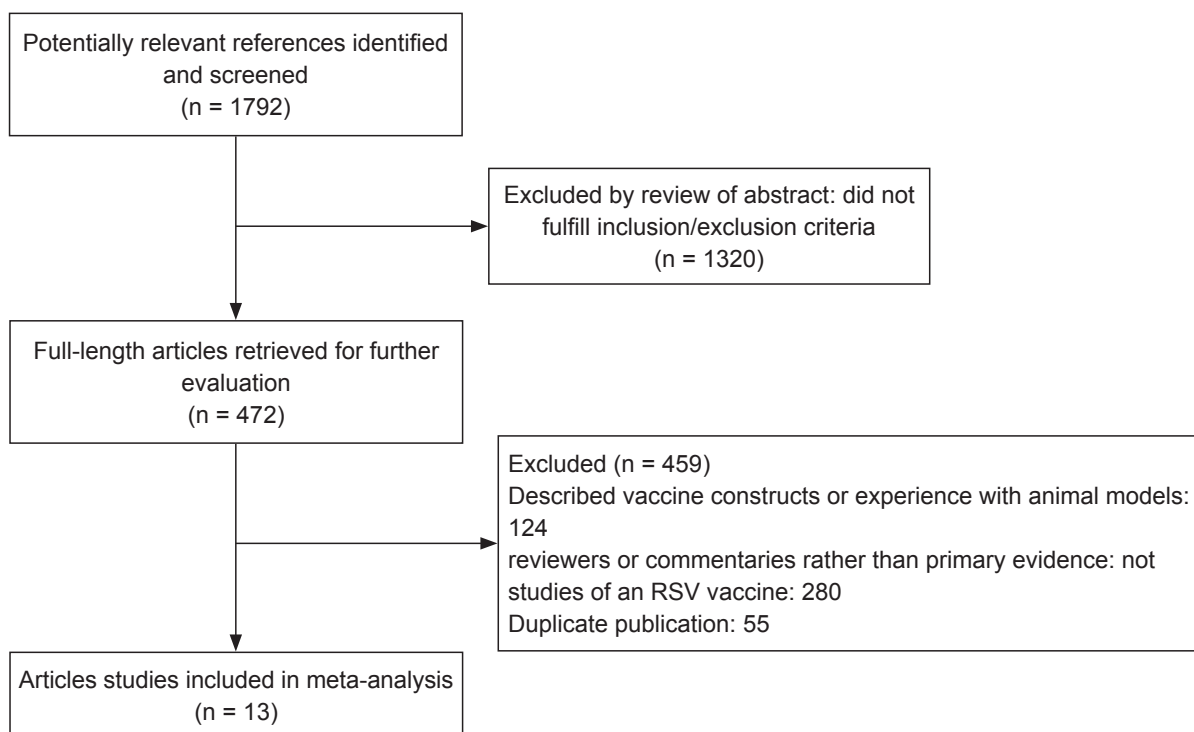 Potentially relevant references identified
and screened
(n = 1792)
Excluded by review of abstract: did not
fulfill inclusion/exclusion criteria
(n = 1320)
Full-length articles retrieved for further
evaluation
(n = 472)
Excluded (n = 459)
Described vaccine constructs or experience with animal models:
124
reviewers or commentaries rather than primary evidence: not
studies of an RSV vaccine: 280
Duplicate publication: 55
Articles studies included in meta-analysis
(n = 13)